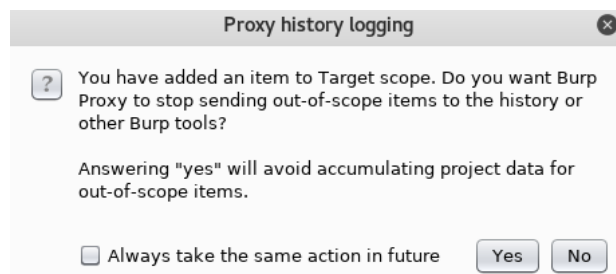 Proxy history logging
?
You have added an item to Target scope. Do you want Burp
Proxy to stop sending out-of-scope items to the history or
other Burp tools?
Answering "yes" will avoid accumulating project data for
out-of-scope items.
Always take the same action in future
Yes
No